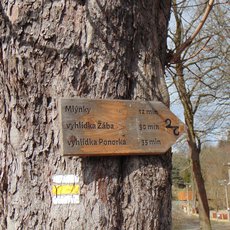 Mlýnky 12 min
vyhlídka Žába 30 min
vyhlídka Ponorka 35 min